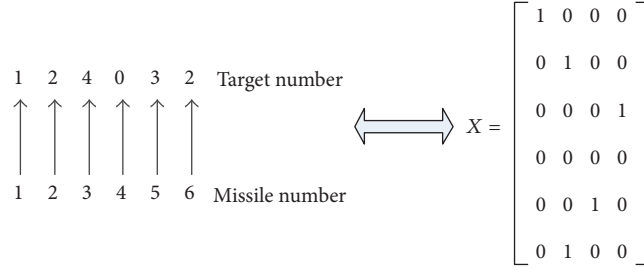 1 2 4 0 3 2 Target number
1 2 3 4 5 6 Missile number
X =
1 0 0 0
0 1 0 0
0 0 0 1
0 0 0 0
0 0 1 0
0 1 0 0